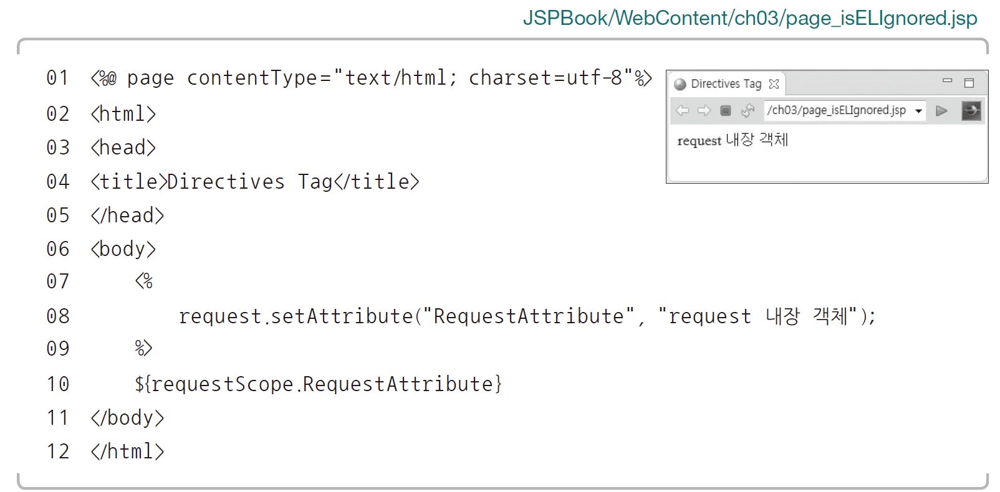 JSPBook/WebContent/ch03/page_isELIgnored.jsp
01 <%@ page contentType="text/html; charset=utf-8"%>
02 <html>
03 <head>
04 <title>Directives Tag</title>
05 </head>
06 <body>
07 <%
08 request.setAttribute("RequestAttribute", "request 내장 객체");
09 %>
10 ${requestScope.RequestAttribute}
11 </body>
12 </html>
Directives Tag
/ch03/page_isELIgnored.jsp
request 내장 객체